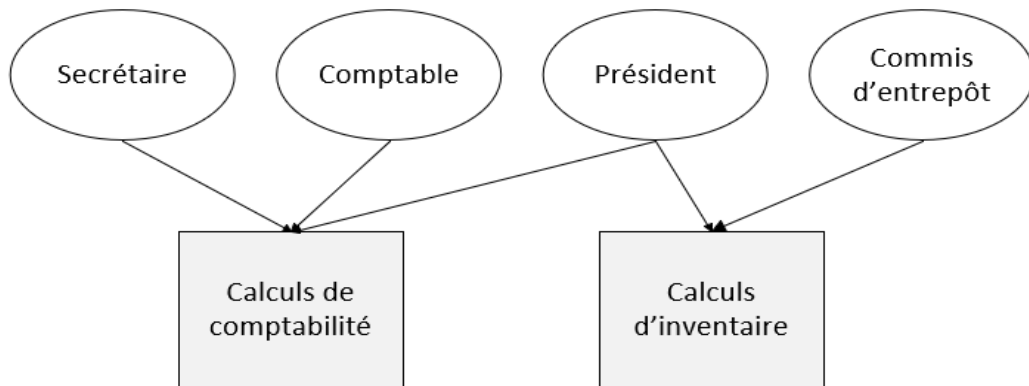 Secrétaire
Comptable
Président
Commis
d’entrepôt
Calculs de
comptabilité
Calculs
d’inventaire